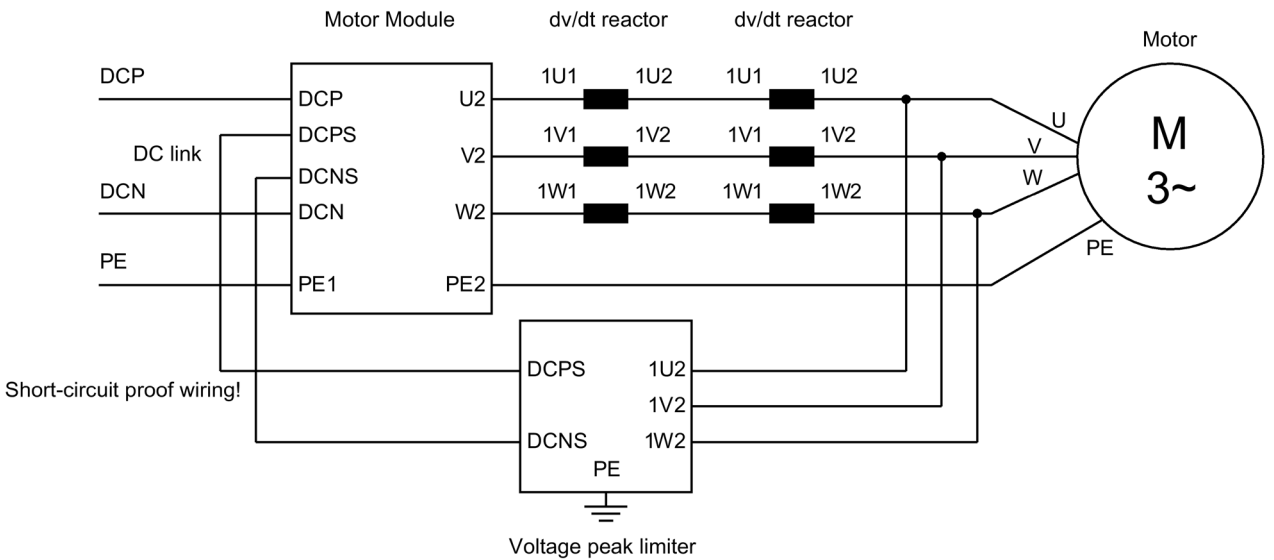 Motor Module dv/dt reactor dv/dt reactor
Motor
DCP 1U1 1U2 1U1 1U2
DCP U2
DCPS 1V1 1V2 1V1 1V2 U
DC link V2 V M
DCNS W 3~
DCN 1W1 1W2 1W1 1W2
DCN W2
PE PE
PE1 PE2
DCPS 1U2
Short-circuit proof wiring!
1V2
DCNS 1W2
PE
Voltage peak limiter